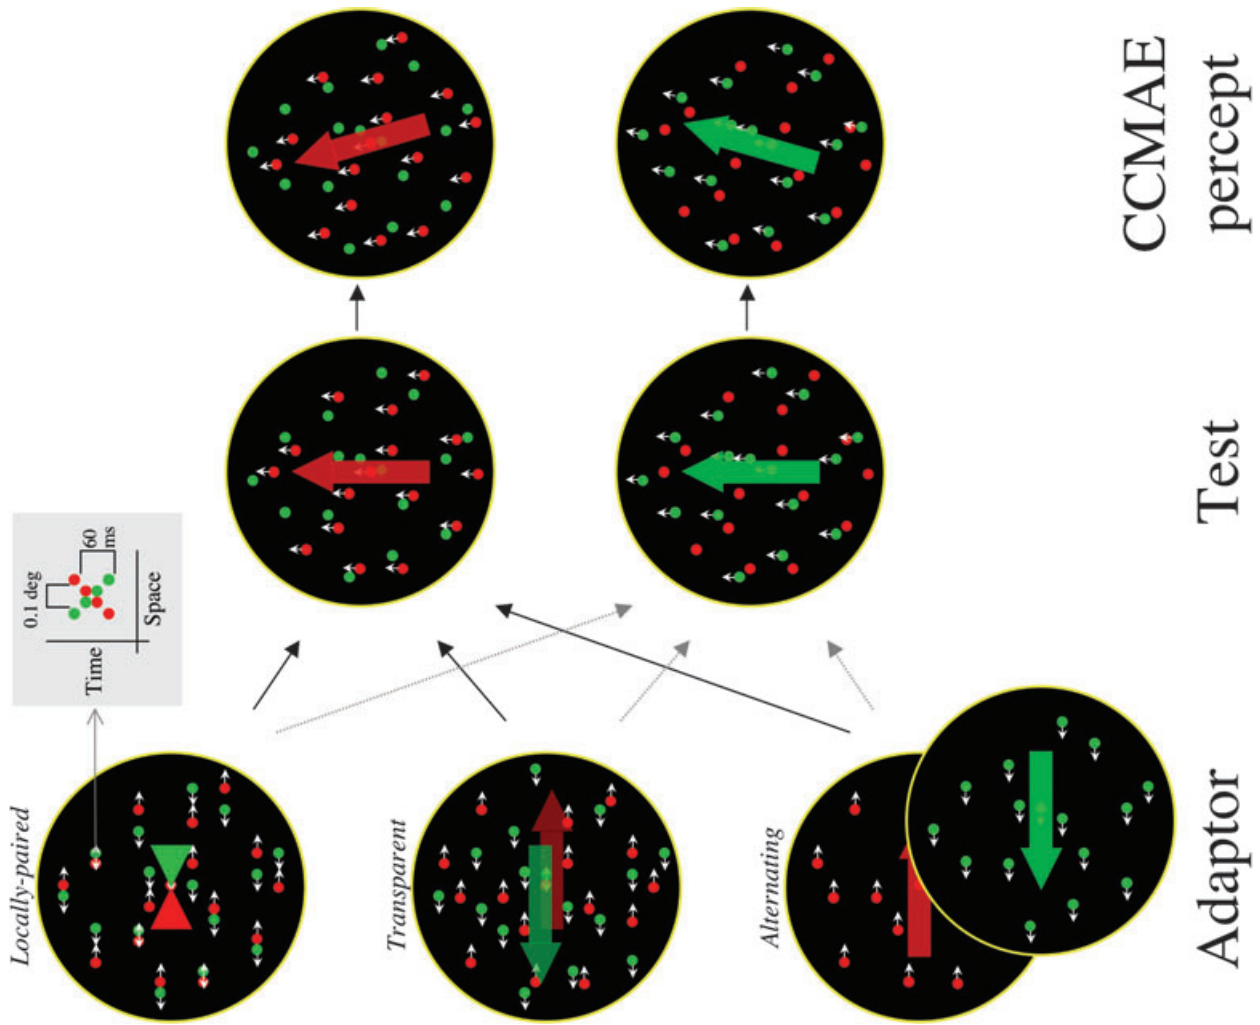 Locally-paired
0.1 deg
60
ms
Time
Space
Transparent
Alternating
Adaptor
Test
CCMAE
percept